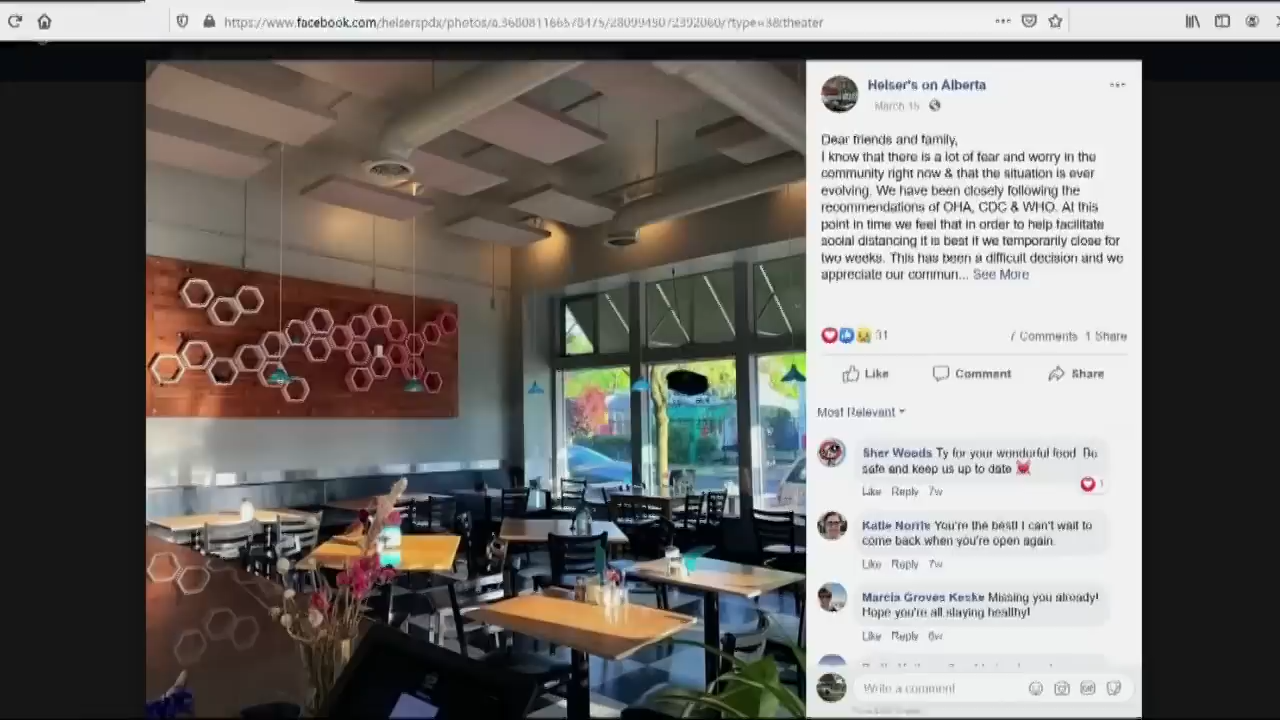 Helser's on Alberta
March 15
Dear friends and family,
I know that there is a lot of fear and worry in the
community right now & that the situation is ever
evolving. We have been closely following the
recommendations of OHA, CDC & WHO. At this
point in time we feel that in order to help facilitate
social distancing it is best if we temporarily close for
two weeks. This has been a difficult decision and we
appreciate our commun... See More
31
7 Comments 1 Share
Like Comment Share
Most Relevant
Sher Woods Ty for your wonderful food Be
safe and keep us up to date
1
Like Reply 7w
Katie Norris You're the best! I can't wait to
come back when you're open again.
Like Reply 7w
Marcia Groves Keske Missing you already!
Hope you're all staying healthy!
Like Reply 6w
Write a comment